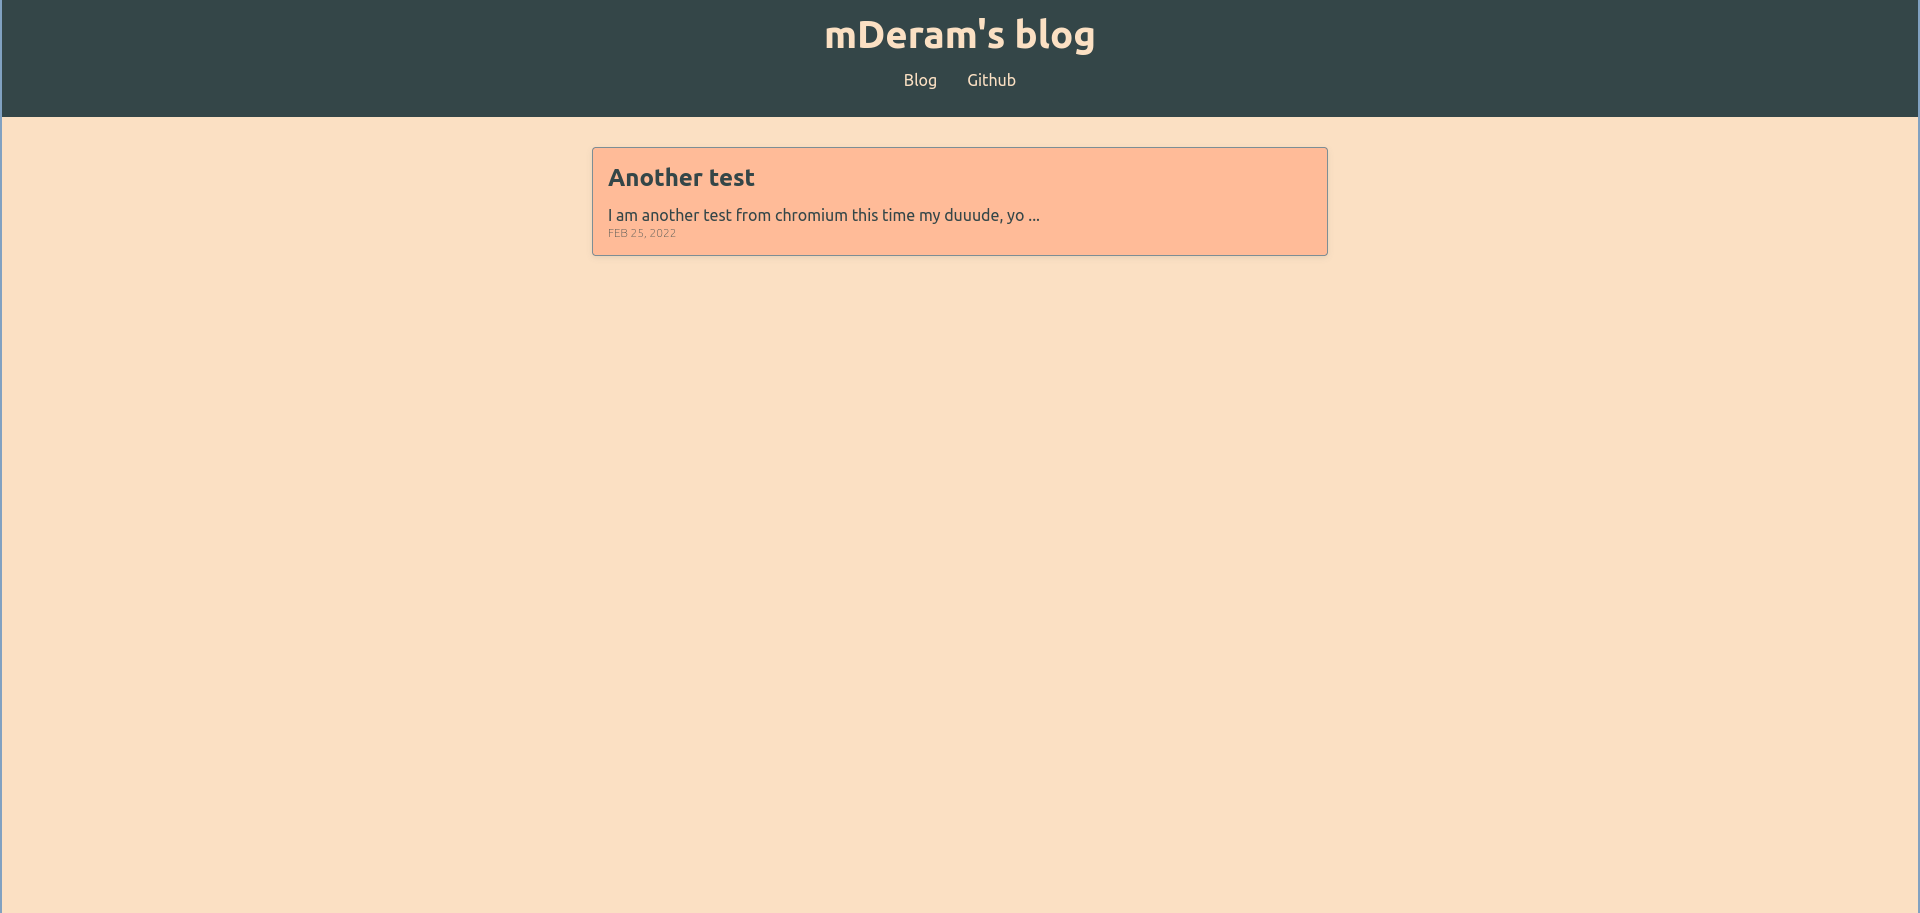 mDeram's blog
Blog Github
Another test
I am another test from chromium this time my duuude, yo ...
FEB 25, 2022